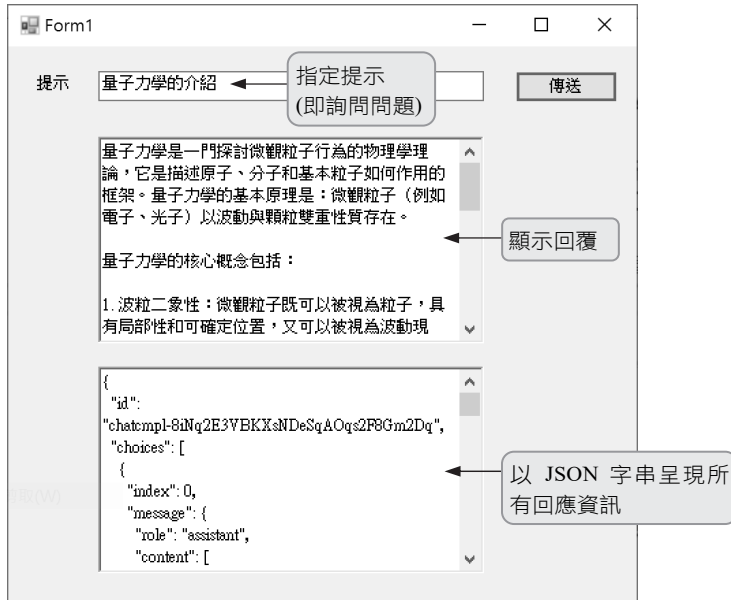 Form1
提示
量子力學的介紹
指定提示
(即詢問問題)
傳送
量子力學是一門探討微觀粒子行為的物理學理
論，它是描述原子、分子和基本粒子如何作用的
框架。量子力學的基本原理是：微觀粒子（例如
電子、光子）以波動與顆粒雙重性質存在。
量子力學的核心概念包括：
1. 波粒二象性：微觀粒子既可以被視為粒子，具
有局部性和可確定位置，又可以被視為波動現
顯示回覆
{
"id":
"chatcmpl-8iNq2E3VBKXsNDeSqAOqs2F8Gm2Dq",
"choices": [
{
"index": 0,
"message": {
"role": "assistant",
"content": [
以 JSON 字串呈現所
有回應資訊